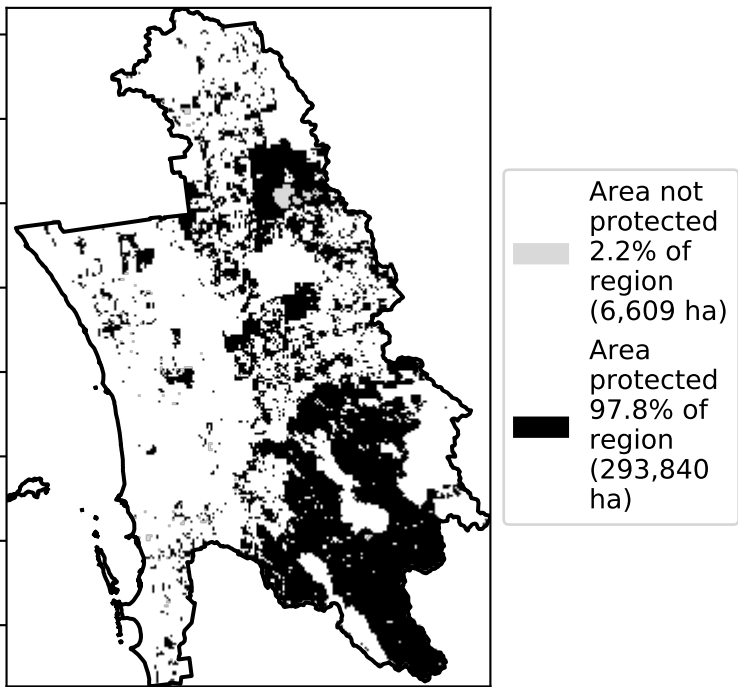 Area not
protected
2.2% of
region
(6,609 ha)
Area
protected
97.8% of
region
(293,840
ha)